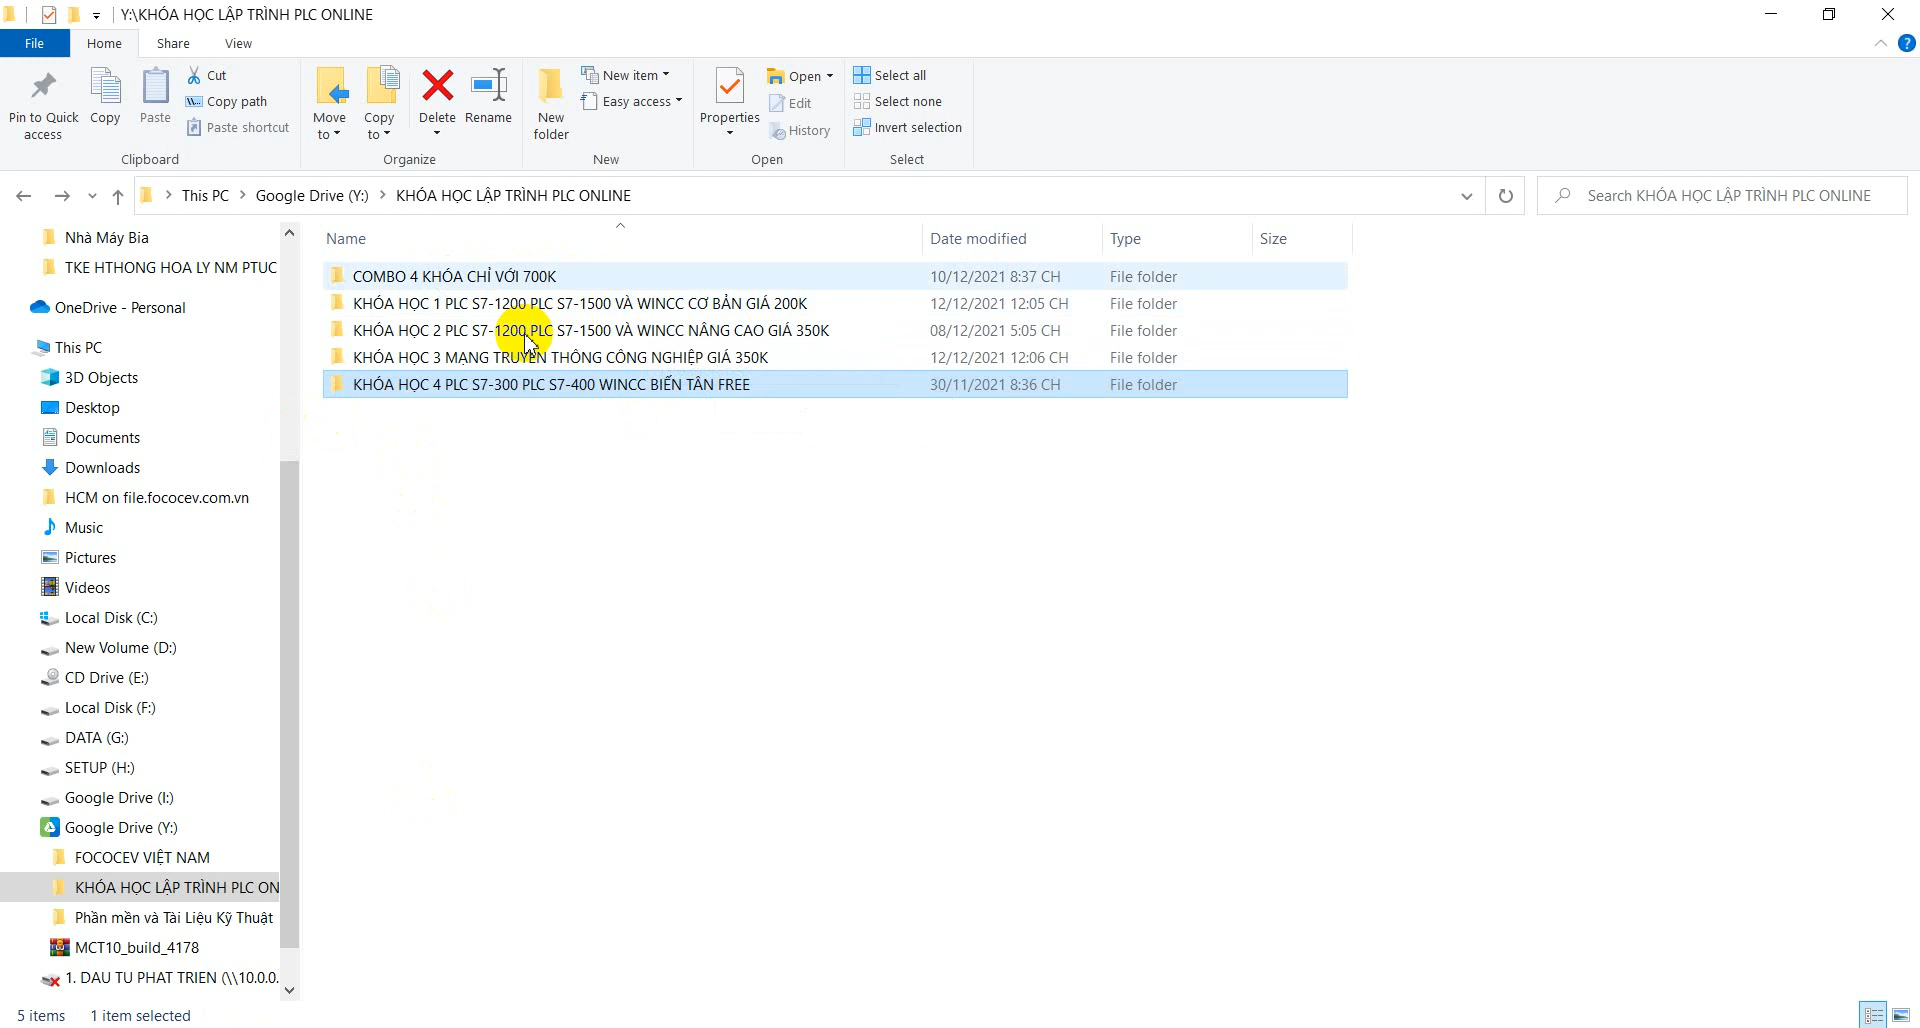 Y:\KHÓA HỌC LẬP TRÌNH PLC ONLINE
File Home Share View
Pin to Quick access
Copy
Paste
Cut
Copy path
Paste shortcut
Clipboard
Move to
Copy to
Delete
Rename
Organize
New folder
New item
Easy access
New
Properties
Open
Edit
History
Open
Select all
Select none
Invert selection
Select
This PC > Google Drive (Y:) > KHÓA HỌC LẬP TRÌNH PLC ONLINE
Search KHÓA HỌC LẬP TRÌNH PLC ONLINE
Nhà Máy Bia
TKE HTHONG HOA LY NM PTUC
OneDrive - Personal
This PC
3D Objects
Desktop
Documents
Downloads
HCM on file.fococev.com.vn
Music
Pictures
Videos
Local Disk (C:)
New Volume (D:)
CD Drive (E:)
Local Disk (F:)
DATA (G:)
SETUP (H:)
Google Drive (I:)
Google Drive (Y:)
FOCOCEV VIỆT NAM
KHÓA HỌC LẬP TRÌNH PLC ON
Phần mền và Tài Liệu Kỹ Thuật
MCT10_build_4178
1. DAU TU PHAT TRIEN (\\10.0.0.
Name Date modified Type Size
COMBO 4 KHÓA CHỈ VỚI 700K 10/12/2021 8:37 CH File folder
KHÓA HỌC 1 PLC S7-1200 PLC S7-1500 VÀ WINCC CƠ BẢN GIÁ 200K 12/12/2021 12:05 CH File folder
KHÓA HỌC 2 PLC S7-1200 PLC S7-1500 VÀ WINCC NÂNG CAO GIÁ 350K 08/12/2021 5:05 CH File folder
KHÓA HỌC 3 MẠNG TRUYỀN THÔNG CÔNG NGHIỆP GIÁ 350K 12/12/2021 12:06 CH File folder
KHÓA HỌC 4 PLC S7-300 PLC S7-400 WINCC BIẾN TẦN FREE 30/11/2021 8:36 CH File folder
5 items 1 item selected